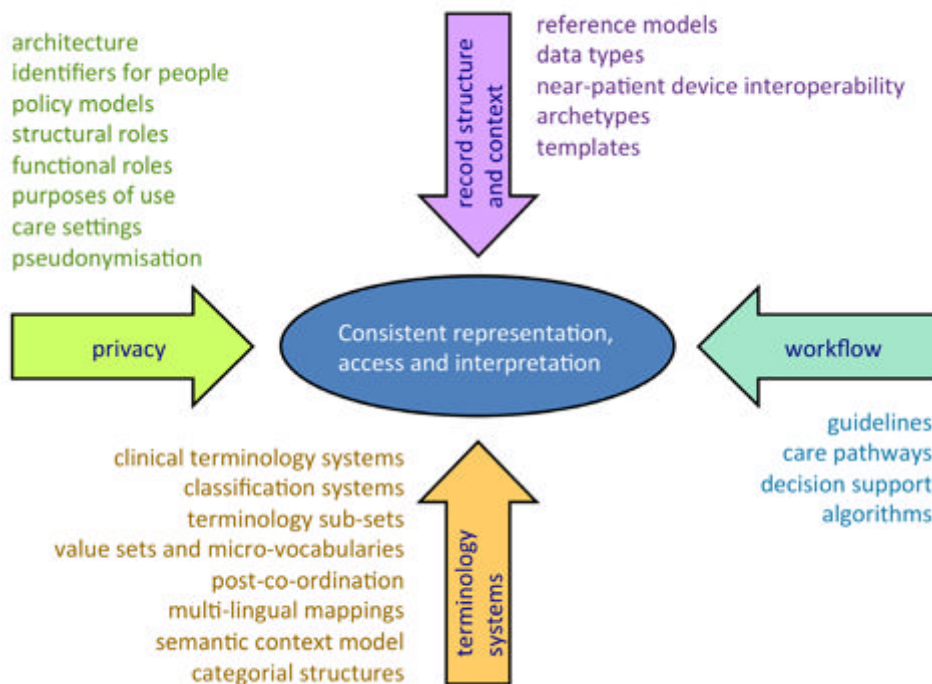 architecture
identifiers for people
policy models
structural roles
functional roles
purposes of use
care settings
pseudonymisation
record structure
and context
reference models
data types
near-patient device interoperability
archetypes
templates
privacy
Consistent representation,
access and interpretation
workflow
guidelines
care pathways
decision support
algorithms
clinical terminology systems
classification systems
terminology sub-sets
value sets and micro-vocabularies
post-co-ordination
multi-lingual mappings
semantic context model
categorial structures
terminology
systems